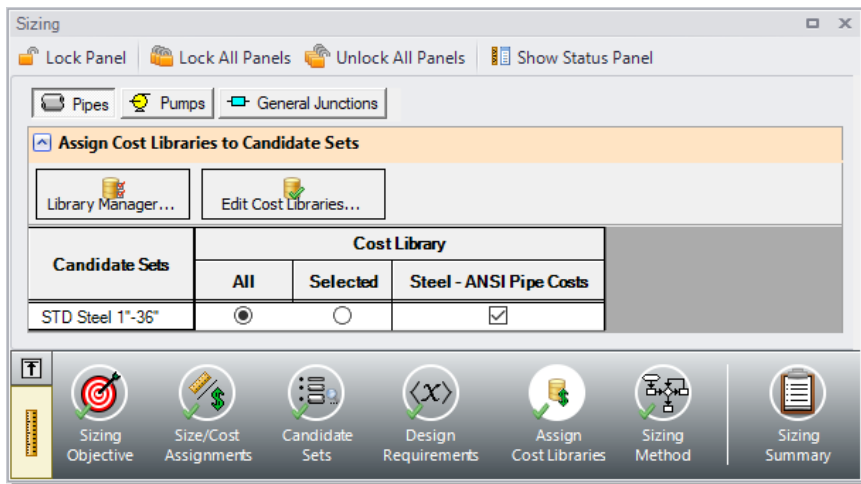 Sizing
Lock Panel Lock All Panels Unlock All Panels Show Status Panel
Pipes Pumps General Junctions
Assign Cost Libraries to Candidate Sets
Library Manager... Edit Cost Libraries...
Candidate Sets Cost Library
All Selected Steel - ANSI Pipe Costs
STD Steel 1"-36"
Sizing Objective
Size/Cost Assignments
Candidate Sets
Design Requirements
Assign Cost Libraries
Sizing Method
Sizing Summary